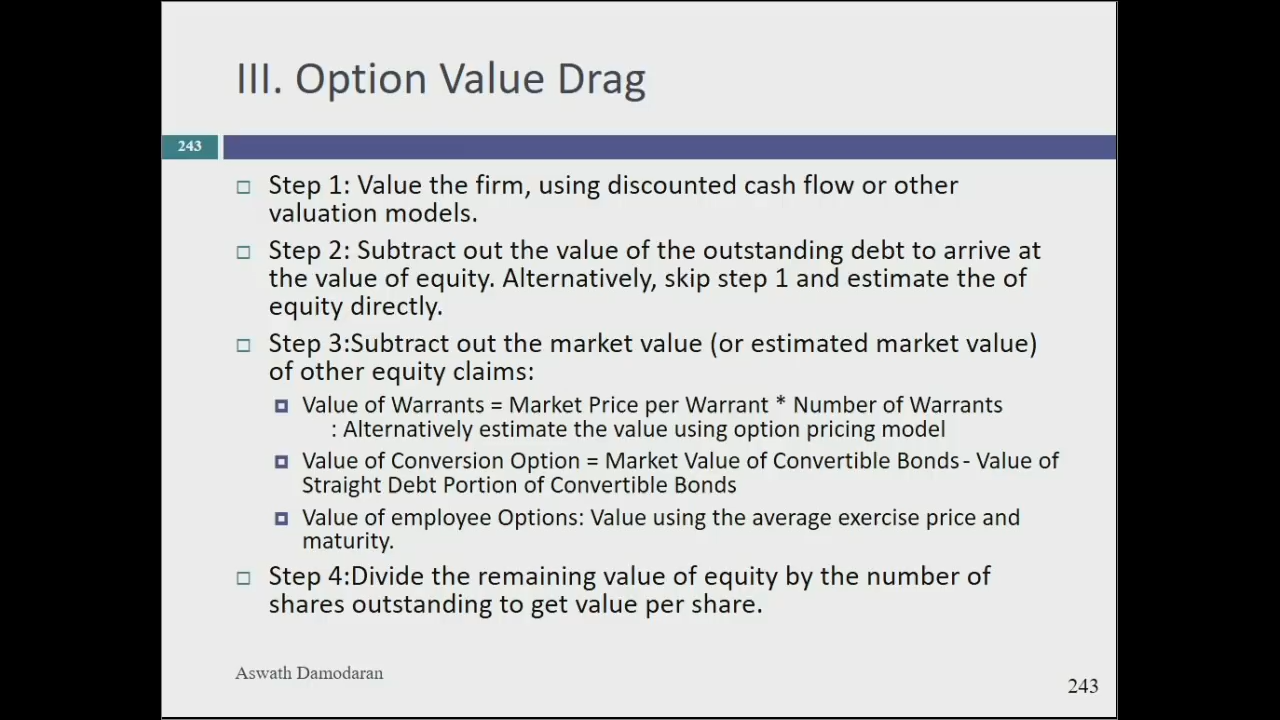 III. Option Value Drag
243
Step 1: Value the firm, using discounted cash flow or other
valuation models.
Step 2: Subtract out the value of the outstanding debt to arrive at
the value of equity. Alternatively, skip step 1 and estimate the of
equity directly.
Step 3:Subtract out the market value (or estimated market value)
of other equity claims:
Value of Warrants = Market Price per Warrant * Number of Warrants
: Alternatively estimate the value using option pricing model
Value of Conversion Option = Market Value of Convertible Bonds - Value of
Straight Debt Portion of Convertible Bonds
Value of employee Options: Value using the average exercise price and
maturity.
Step 4:Divide the remaining value of equity by the number of
shares outstanding to get value per share.
Aswath Damodaran
243